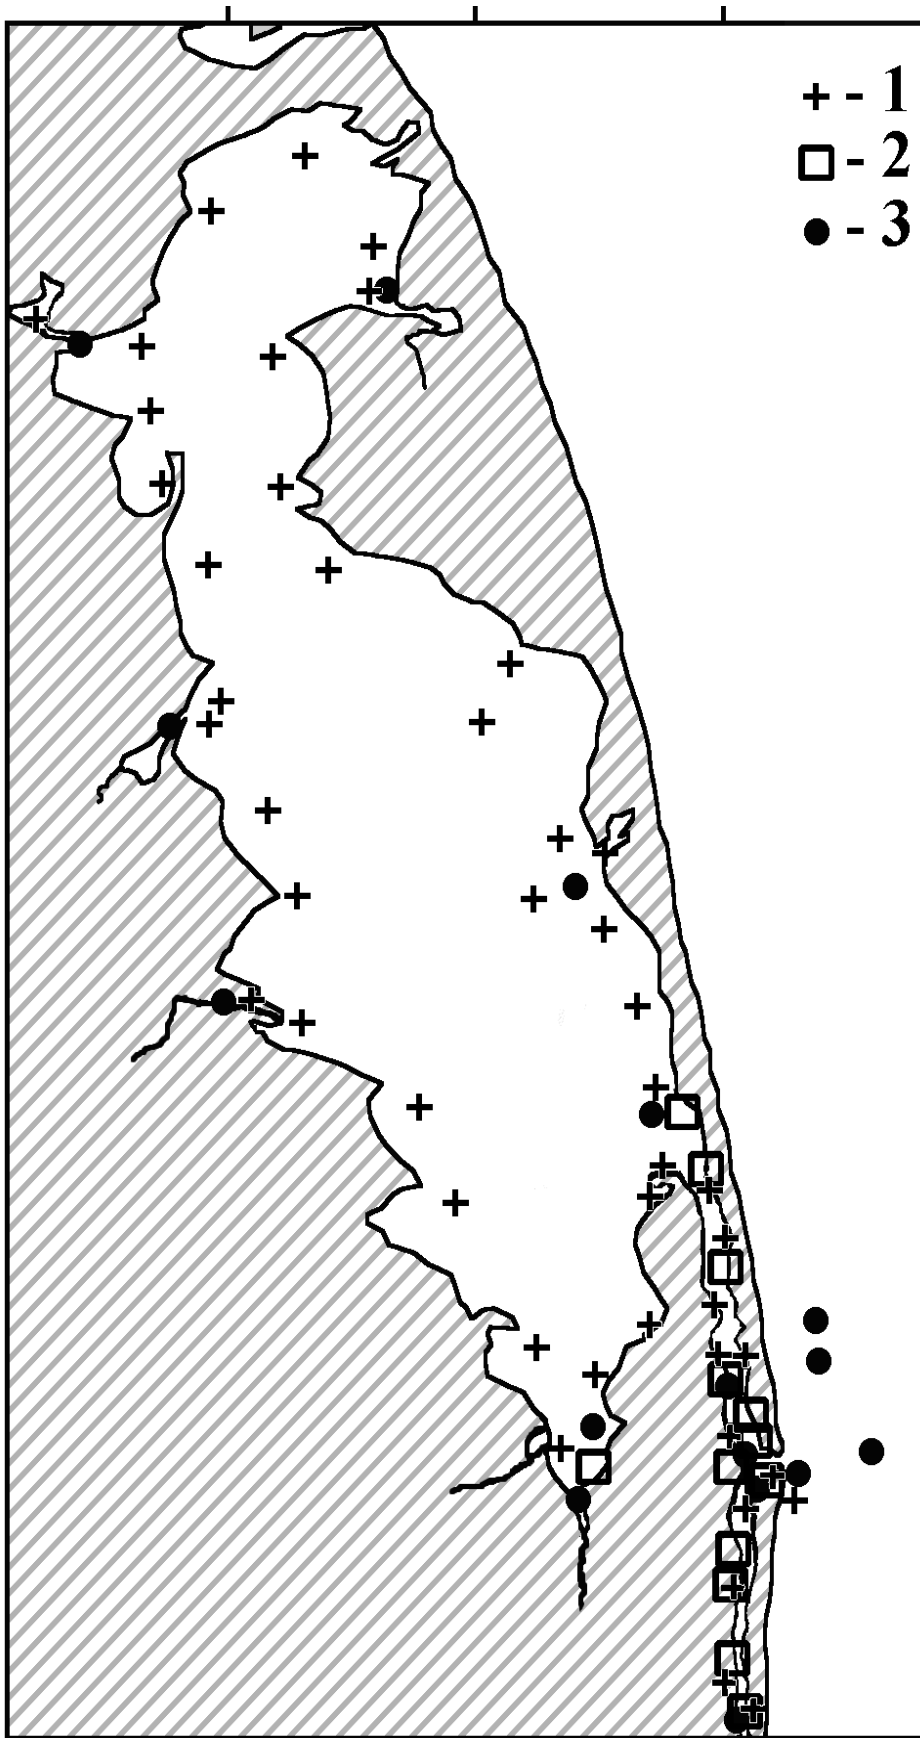 + - 1
□ - 2
● - 3